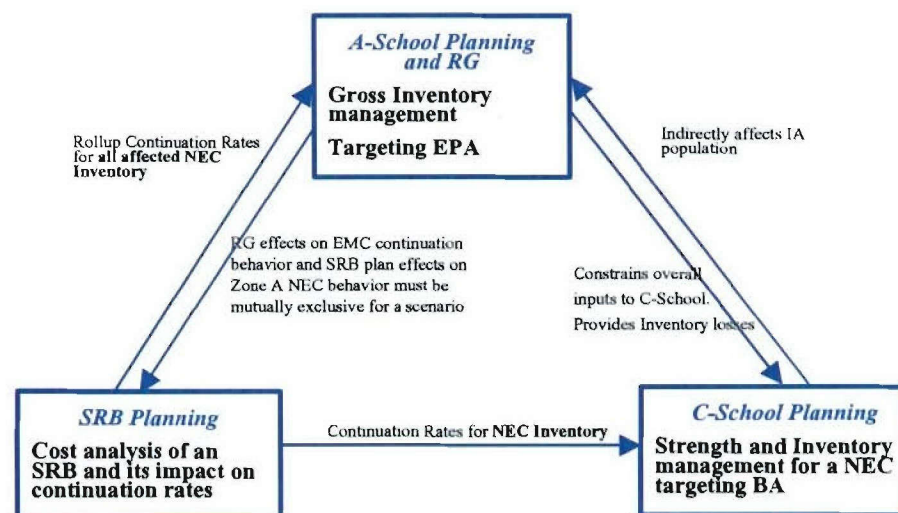 A-School Planning
and RG
Gross Inventory
management
Targeting EPA
Rollup Continuation Rates
for all affected NEC
Inventory
Indirectly affects IA
population
RG effects on EMC continuation
behavior and SRB plan effects on
Zone A NEC behavior must be
mutually exclusive for a scenario
Constrains overall
inputs to C-School.
Provides Inventory losses
SRB Planning
Cost analysis of an
SRB and its impact on
continuation rates
Continuation Rates for NEC Inventory
C-School Planning
Strength and Inventory
management for a NEC
targeting BA